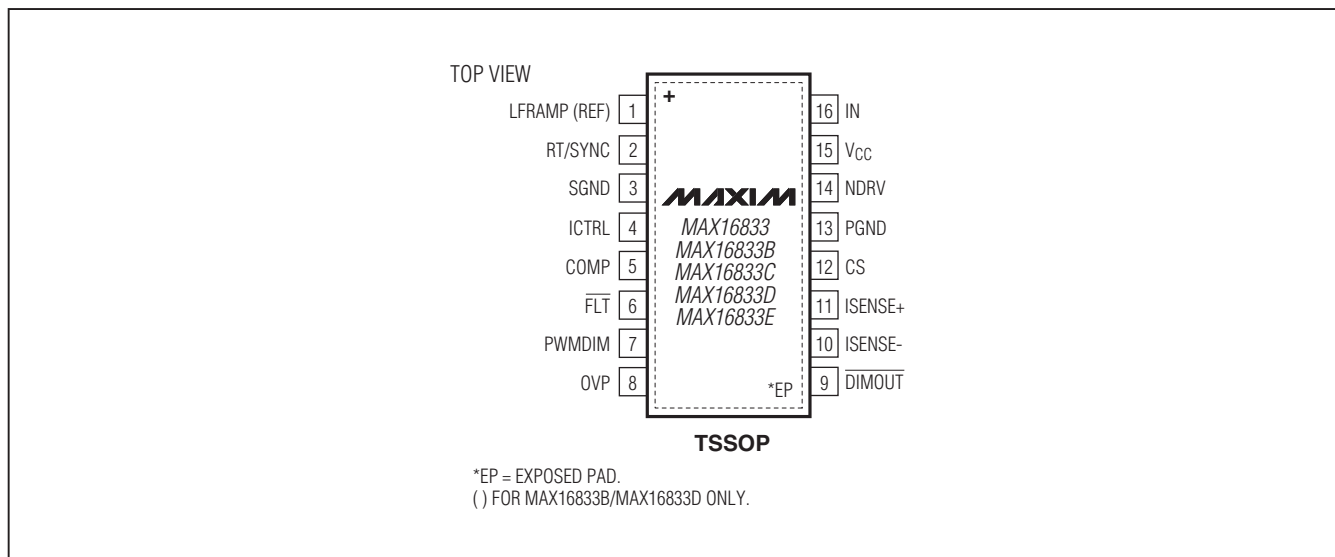 TOP VIEW
LFRAMP (REF) 1
RT/SYNC 2
SGND 3
ICTRL 4
COMP 5
F̅L̅T̅ 6
PWMDIM 7
OVP 8
+
MAXIM
MAX16833
MAX16833B
MAX16833C
MAX16833D
MAX16833E
*EP
16 IN
15 VCC
14 NDRV
13 PGND
12 CS
11 ISENSE+
10 ISENSE-
9 D̅I̅M̅O̅U̅T̅
TSSOP
*EP = EXPOSED PAD.
( ) FOR MAX16833B/MAX16833D ONLY.